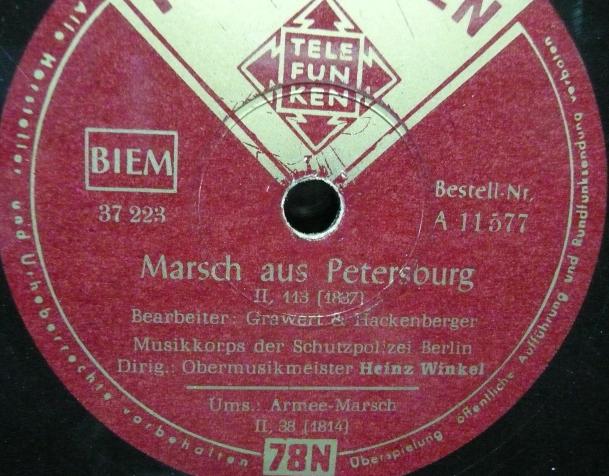 TELE
FUN
KEN
BIEM
37 223
Bestell-Nr.
A 11577
Marsch aus Petersburg
II, 113 [1837]
Bearbeiter: Grawert & Hackenberger
Musikkorps der Schutzpolizei Berlin
Dirig.: Obermusikmeister Heinz Winkel
Ums.: Armee-Marsch
II, 38 [1814]
78N
Alle Hersteller und Urheberrechte vorbehalten
Überspielung öffentliche Aufführung und Rundfunksendung verboten